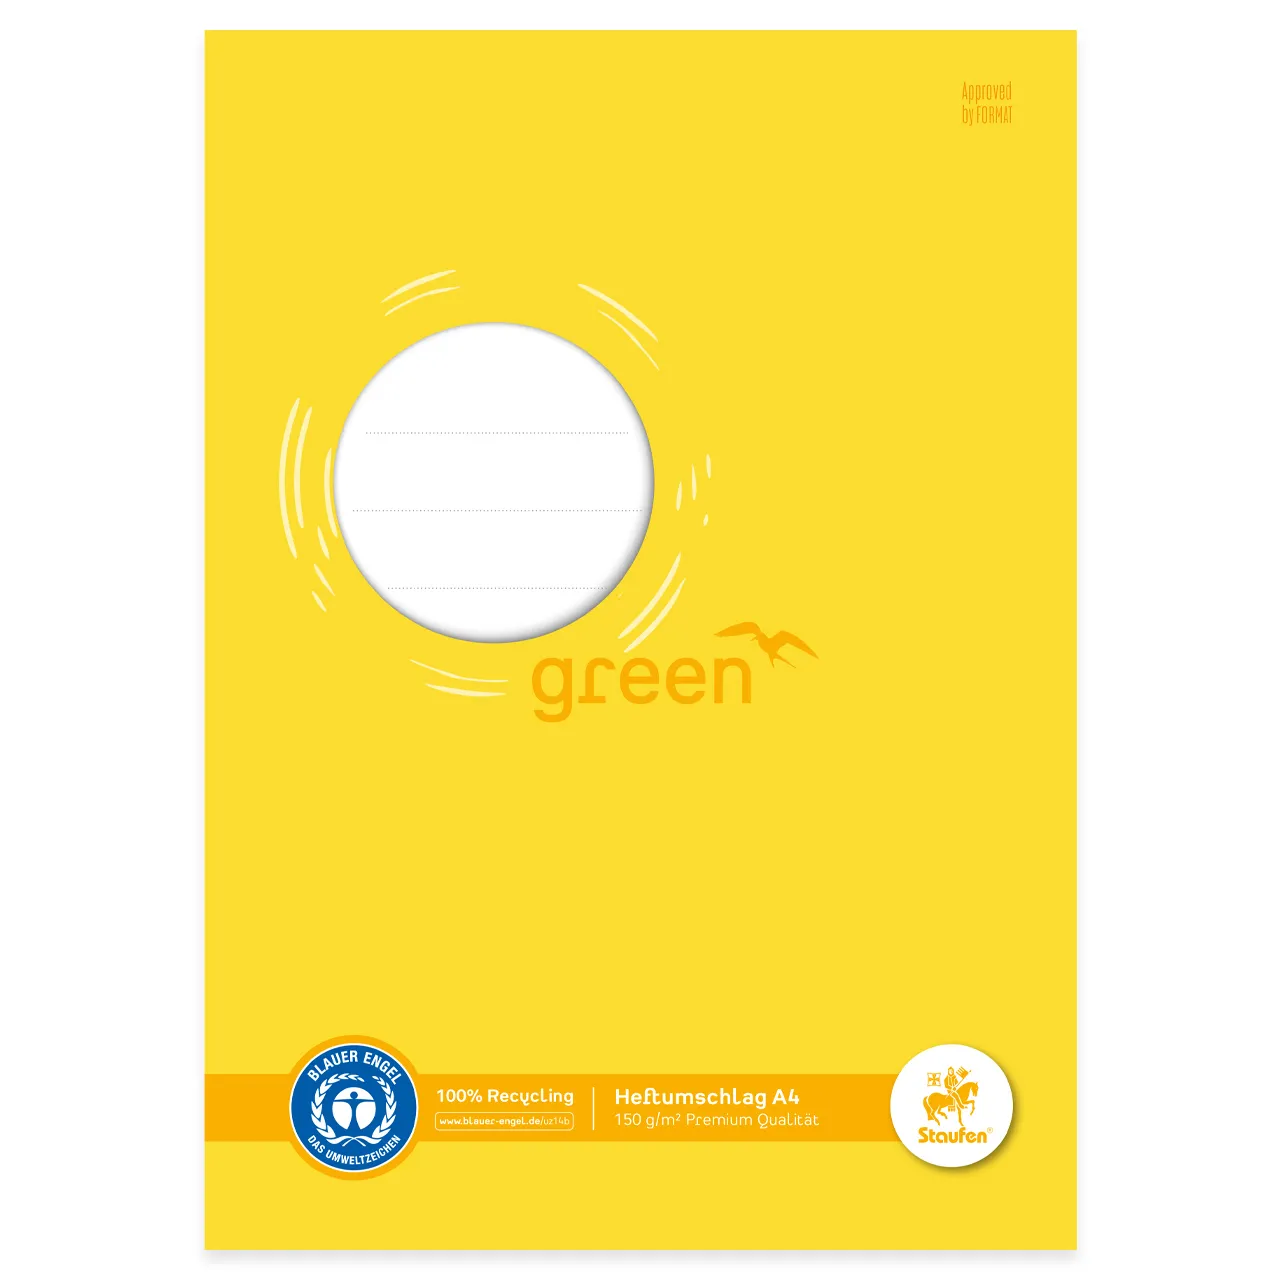 Approved
by FORMAT
green
BLAUER ENGEL
DAS UMWELTZEICHEN
100% Recycling
www.blauer-engel.de/uz14b
Heftumschlag A4
150 g/m² Premium Qualität
Staufen®